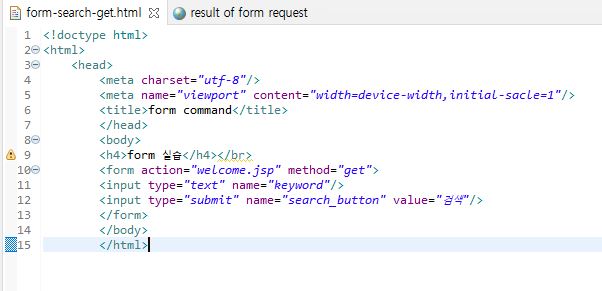 form-search-get.html result of form request
1 <!doctype html>
2 <html>
3 <head>
4 <meta charset="utf-8"/>
5 <meta name="viewport" content="width=device-width,initial-sacle=1"/>
6 <title>form command</title>
7 </head>
8 <body>
9 <h4>form 실습</h4></br>
10 <form action="welcome.jsp" method="get">
11 <input type="text" name="keyword"/>
12 <input type="submit" name="search_button" value="검색"/>
13 </form>
14 </body>
15 </html>